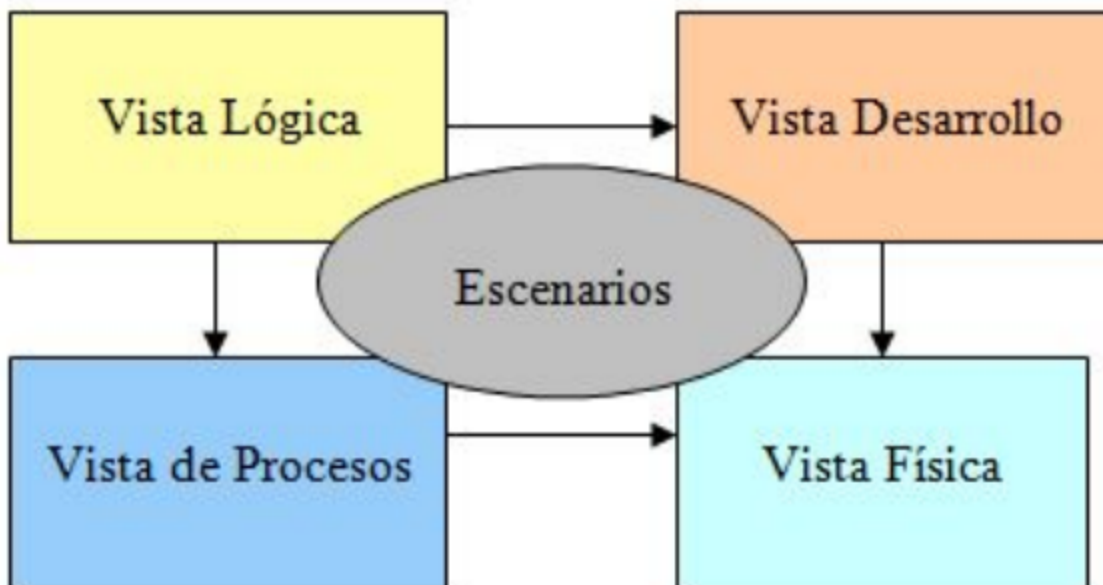 Vista Lógica
Vista Desarrollo
Escenarios
Vista de Procesos
Vista Física